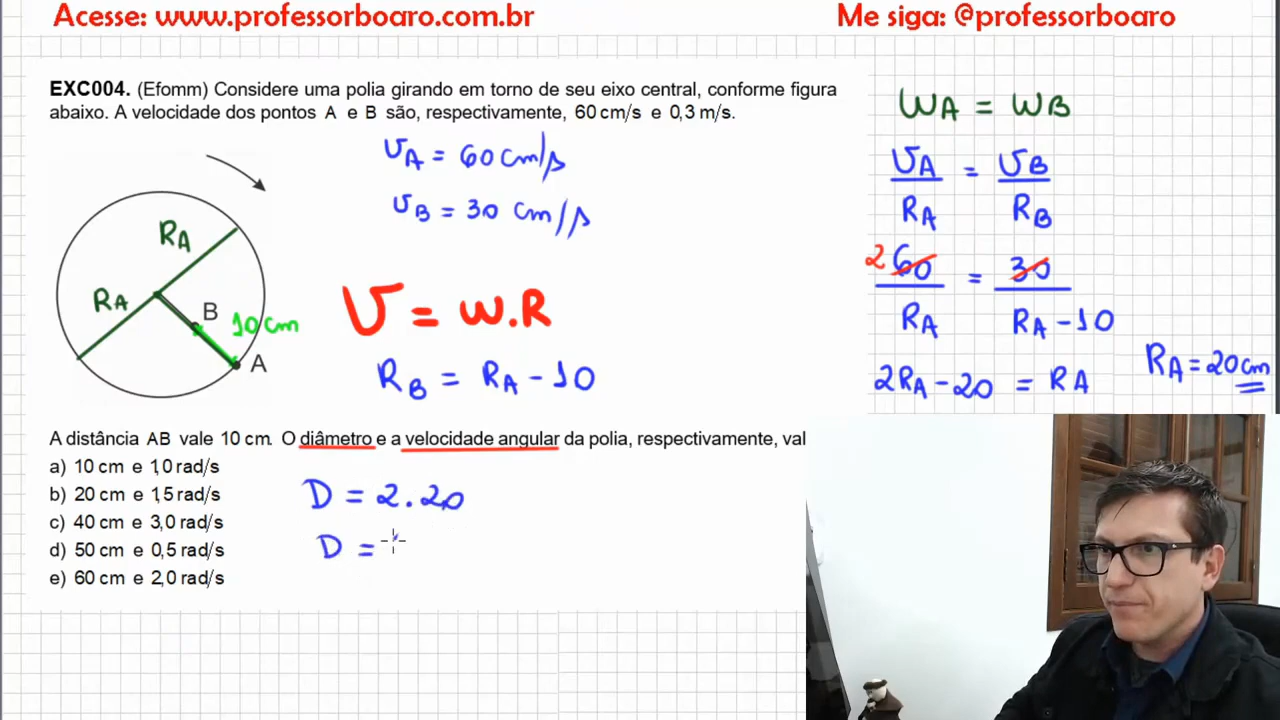 Acesse: www.professorboaro.com.br
Me siga: @professorboaro
EXC004. (Efomm) Considere uma polia girando em torno de seu eixo central, conforme figura
abaixo. A velocidade dos pontos A e B são, respectivamente, 60 cm/s e 0,3 m/s.
RA
RA
B
10 cm
A
VA = 60 cm/s
VB = 30 cm/s
V = W.R
RB = RA - 10
WA = WB
VA/RA = VB/RB
2 60/RA = 30/RA - 10
2RA - 20 = RA
RA = 20 cm
A distância AB vale 10 cm. O diâmetro e a velocidade angular da polia, respectivamente, val
a) 10 cm e 1,0 rad/s
b) 20 cm e 1,5 rad/s
c) 40 cm e 3,0 rad/s
d) 50 cm e 0,5 rad/s
e) 60 cm e 2,0 rad/s
D = 2.20
D =